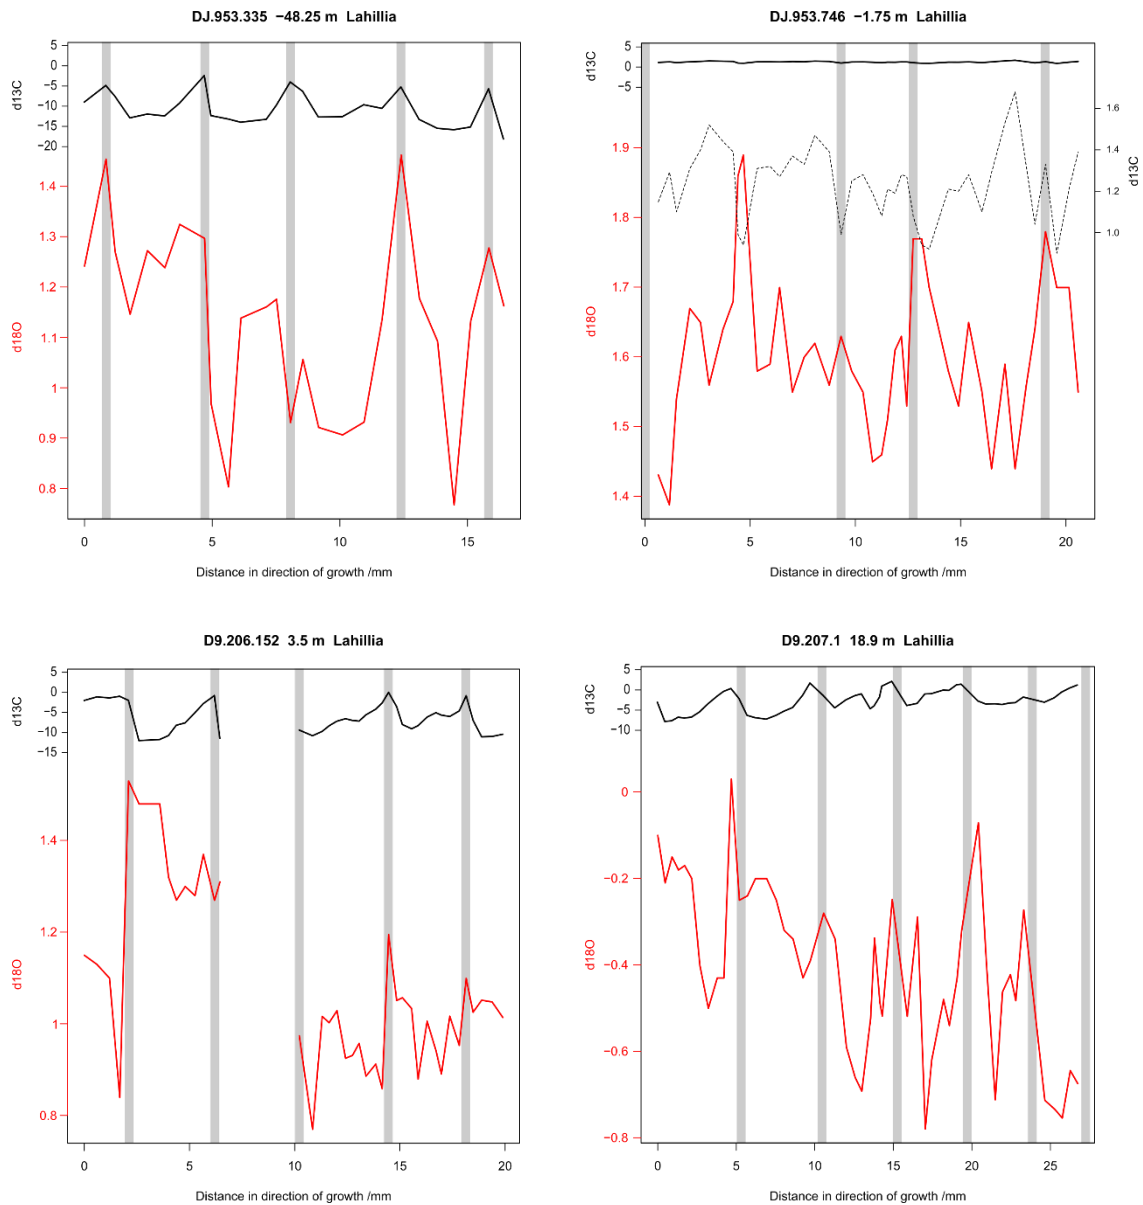 DJ.953.335 −48.25 m Lahillia
d13C
5
0
−5
−10
−15
−20
d18O
1.4
1.3
1.2
1.1
1
0.9
0.8
0 5 10 15
Distance in direction of growth /mm
DJ.953.746 −1.75 m Lahillia
d13C
5
0
−5
d13C
1.6
1.4
1.2
1.0
d18O
1.9
1.8
1.7
1.6
1.5
1.4
0 5 10 15 20
Distance in direction of growth /mm
D9.206.152 3.5 m Lahillia
d13C
5
0
−5
−10
−15
d18O
1.4
1.2
1
0.8
0 5 10 15 20
Distance in direction of growth /mm
D9.207.1 18.9 m Lahillia
d13C
5
0
−5
−10
d18O
0
−0.2
−0.4
−0.6
−0.8
0 5 10 15 20 25
Distance in direction of growth /mm